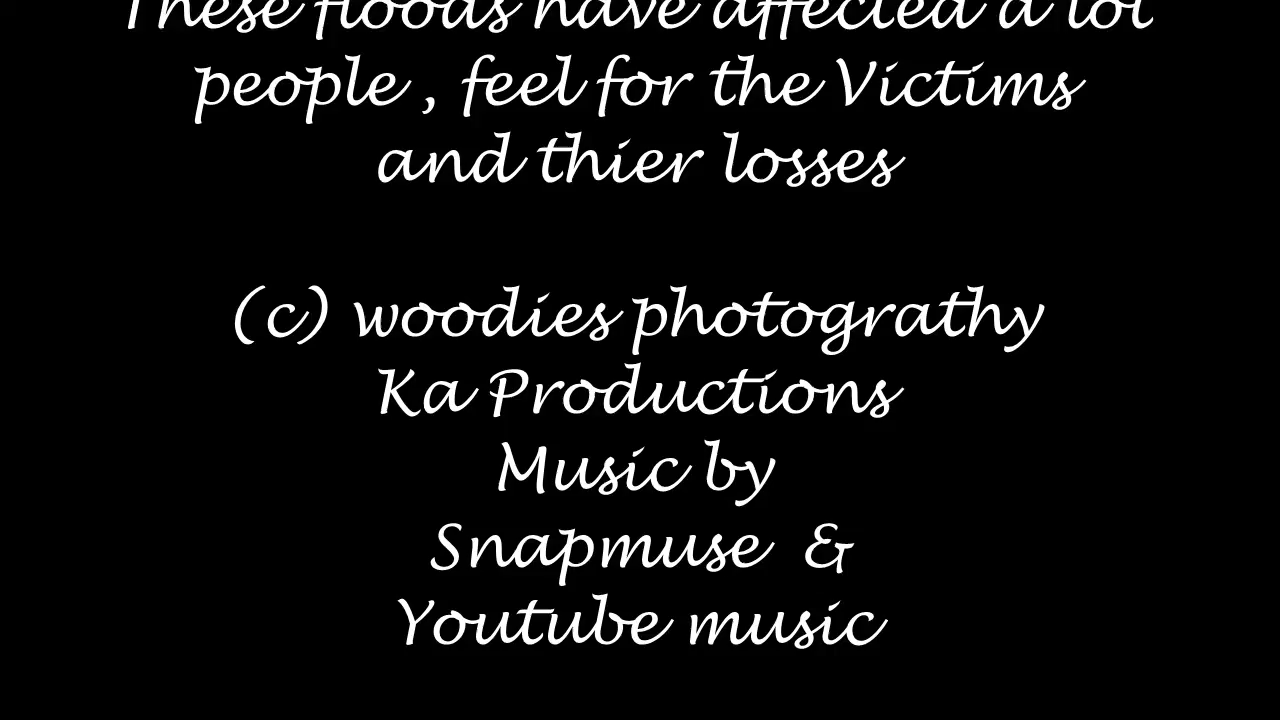 These floods have affected a lot
people , feel for the Victims
and thier losses
(c) woodies photograthy
Ka Productions
Music by
Snapmuse &
Youtube music